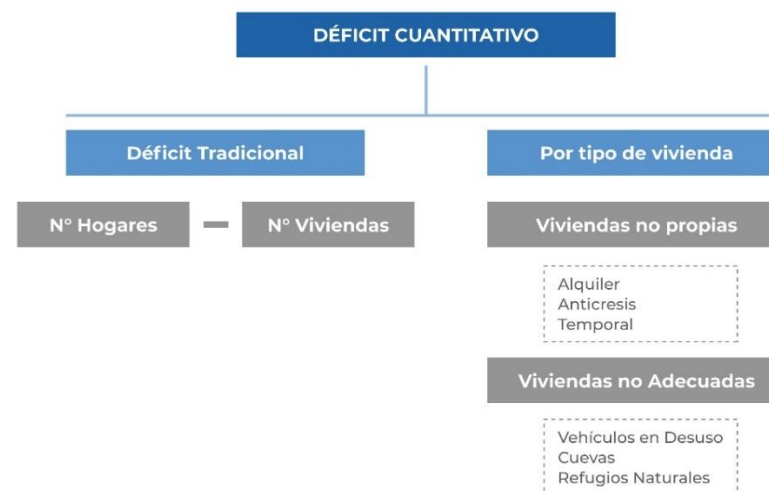 DÉFICIT CUANTITATIVO
Déficit Tradicional
Por tipo de vivienda
N° Hogares — N° Viviendas
Viviendas no propias
Alquiler
Anticresis
Temporal
Viviendas no Adecuadas
Vehículos en Desuso
Cuevas
Refugios Naturales